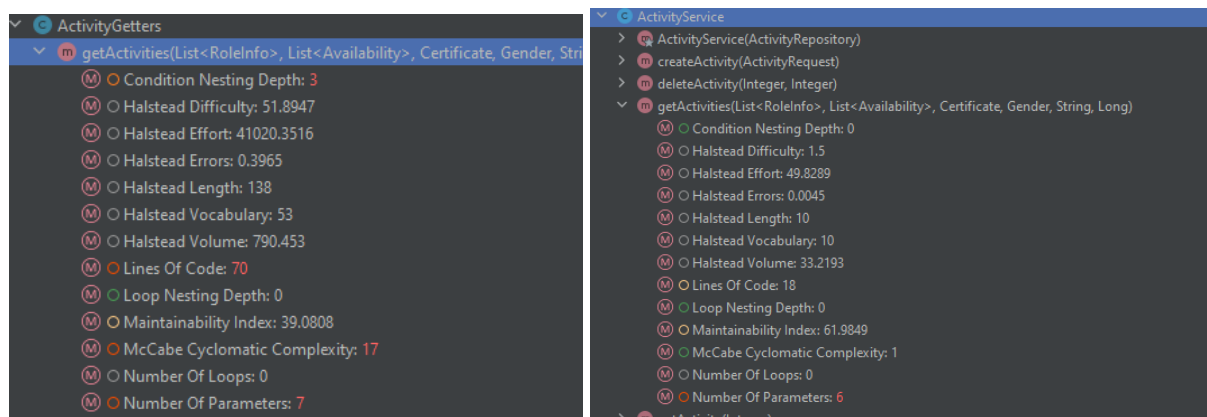 ActivityGetters
getActivities(List<RoleInfo>, List<Availability>, Certificate, Gender, Stri
Condition Nesting Depth: 3
Halstead Difficulty: 51.8947
Halstead Effort: 41020.3516
Halstead Errors: 0.3965
Halstead Length: 138
Halstead Vocabulary: 53
Halstead Volume: 790.453
Lines Of Code: 70
Loop Nesting Depth: 0
Maintainability Index: 39.0808
McCabe Cyclomatic Complexity: 17
Number Of Loops: 0
Number Of Parameters: 7
ActivityService
ActivityService(ActivityRepository)
createActivity(ActivityRequest)
deleteActivity(Integer, Integer)
getActivities(List<RoleInfo>, List<Availability>, Certificate, Gender, String, Long)
Condition Nesting Depth: 0
Halstead Difficulty: 1.5
Halstead Effort: 49.8289
Halstead Errors: 0.0045
Halstead Length: 10
Halstead Vocabulary: 10
Halstead Volume: 33.2193
Lines Of Code: 18
Loop Nesting Depth: 0
Maintainability Index: 61.9849
McCabe Cyclomatic Complexity: 1
Number Of Loops: 0
Number Of Parameters: 6